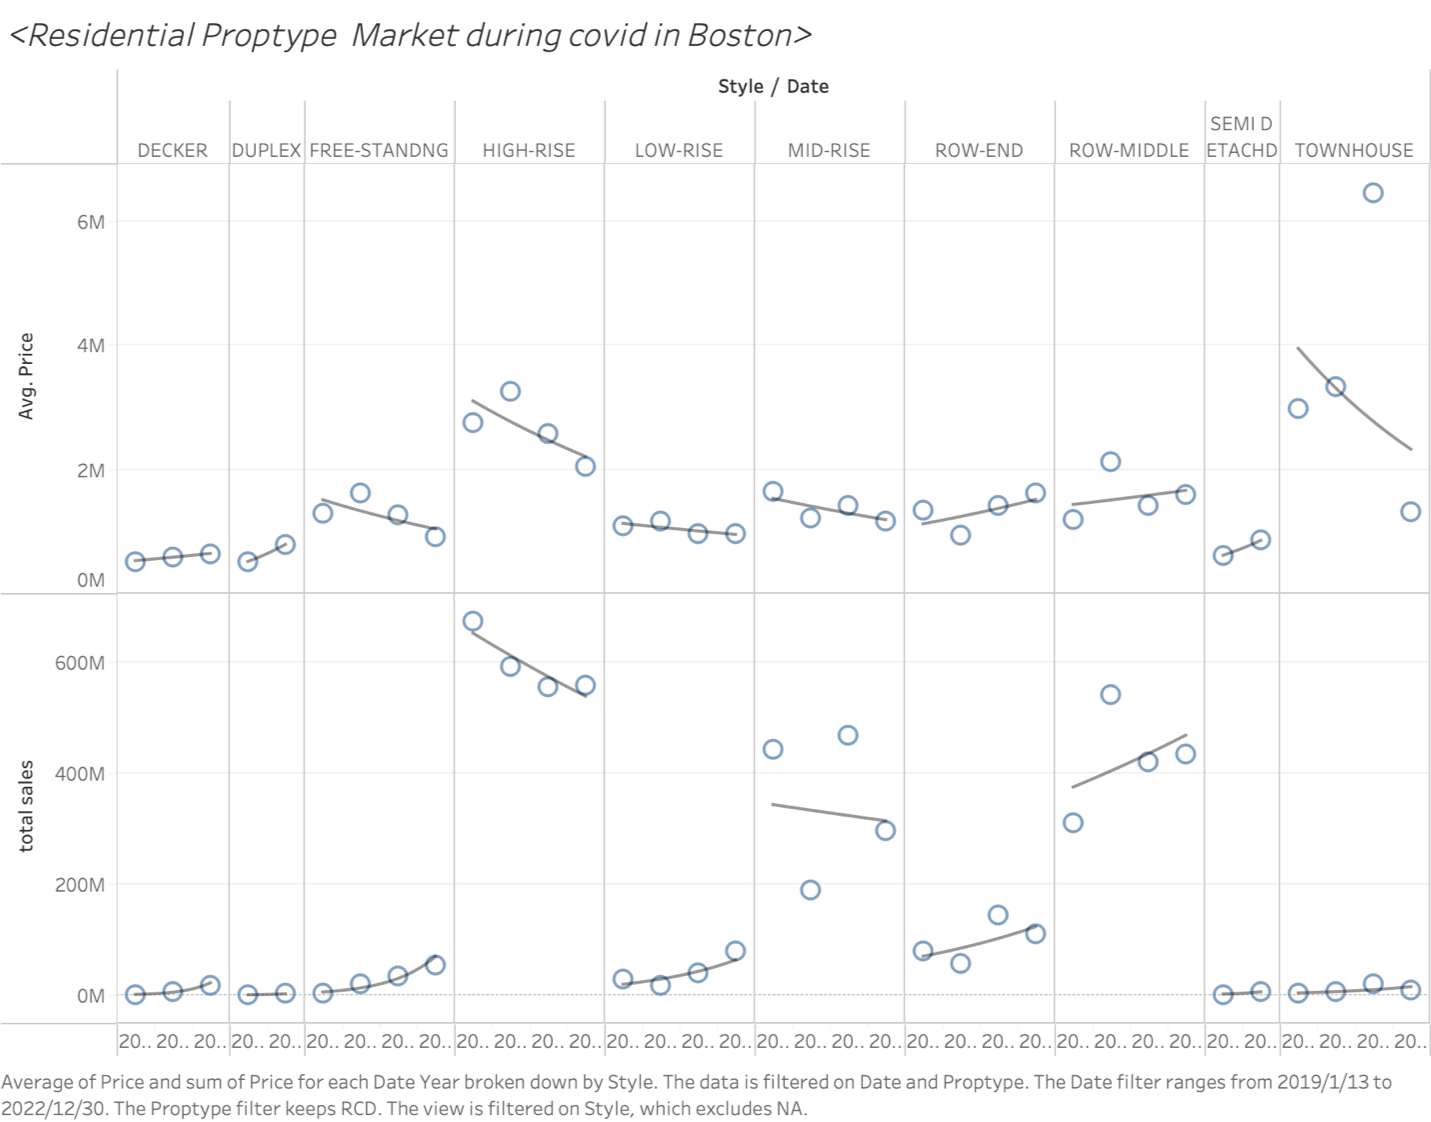 <Residential Proptype  Market during covid in Boston>
Style / Date
SEMI D
DECKER DUPLEX FREE-STANDNG HIGH-RISE LOW-RISE MID-RISE ROW-END ROW-MIDDLE ETACHD TOWNHOUSE
6M
4M
Avg. Price
2M
0M
600M
400M
total sales
200M
0M
20.. 20.. 20.. 20.. 20.. 20.. 20.. 20.. 20.. 20.. 20.. 20.. 20.. 20.. 20.. 20.. 20.. 20.. 20.. 20.. 20.. 20.. 20.. 20.. 20.. 20.. 20.. 20.. 20.. 20.. 20.. 20.. 20.. 20.. 20..
Average of Price and sum of Price for each Date Year broken down by Style. The data is filtered on Date and Proptype. The Date filter ranges from 2019/1/13 to
2022/12/30. The Proptype filter keeps RCD. The view is filtered on Style, which excludes NA.